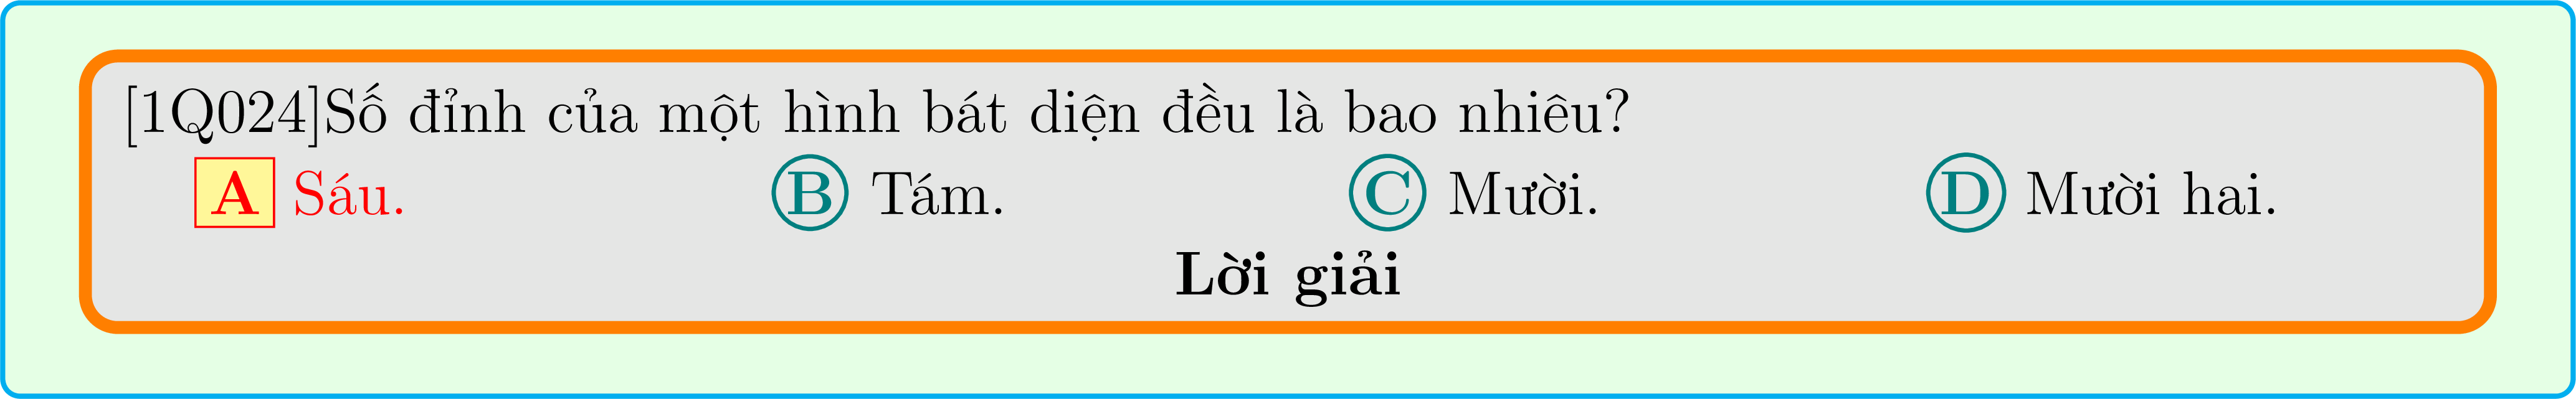 [1Q024]Số đỉnh của một hình bát diện đều là bao nhiêu?
A Sáu. B Tám. C Mười. D Mười hai.
Lời giải